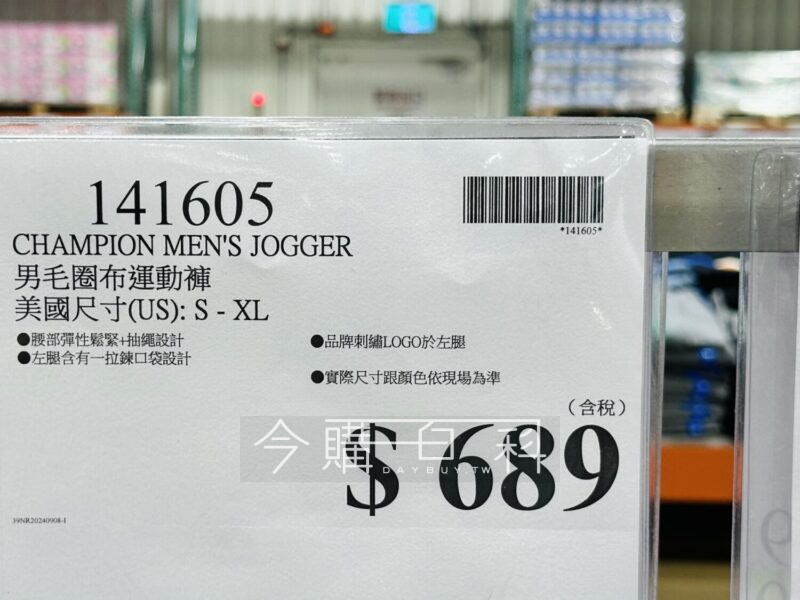 141605
*141605*
CHAMPION MEN'S JOGGER
男毛圈布運動褲
美國尺寸(US): S - XL
●腰部彈性鬆緊+抽繩設計
●左腿含有一拉鍊口袋設計
●品牌刺繡LOGO於左腿
●實際尺寸跟顏色依現場為準
（含稅）
$ 689
今購百科
DAYBUY.TW
39NR20240908-I